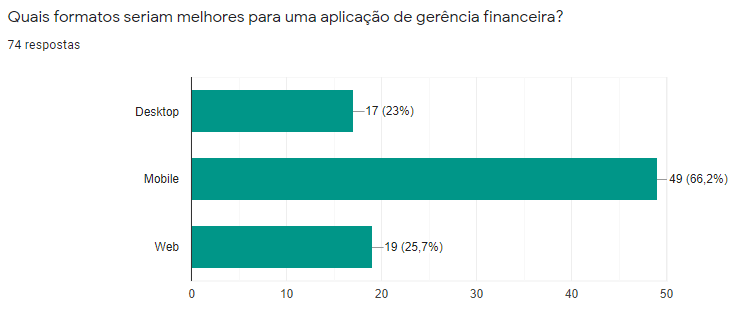 Quais formatos seriam melhores para uma aplicação de gerência financeira?
74 respostas
Desktop
17 (23%)
Mobile
49 (66,2%)
Web
19 (25,7%)
0 10 20 30 40 50